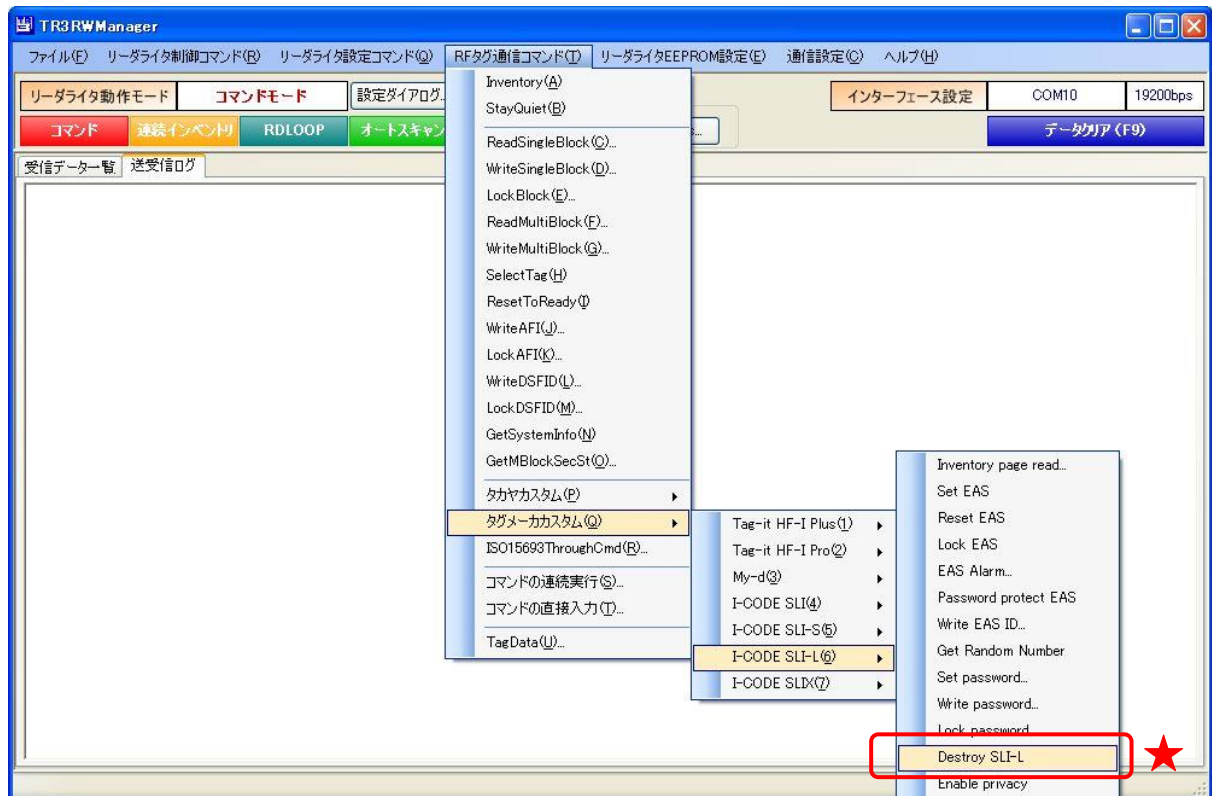 TR3RWManager
ファイル(F) リーダライタ制御コマンド(R) リーダライタ設定コマンド(Q) RFタグ通信コマンド(T) リーダライタEEPROM設定(E) 通信設定(C) ヘルプ(H)
リーダライタ動作モード コマンドモード 設定ダイアログ... インターフェース設定 COM10 19200bps
コマンド 連続インベントリ RDLOOP オートスキャン データクリア(F9)
受信データ一覧 送受信ログ
Inventory(A)
StayQuiet(B)
ReadSingleBlock(C)...
WriteSingleBlock(D)...
LockBlock(E)...
ReadMultiBlock(F)...
WriteMultiBlock(G)...
SelectTag(H)
ResetToReady(I)
WriteAFI(J)...
LockAFI(K)...
WriteDSFID(L)...
LockDSFID(M)...
GetSystemInfo(N)
GetMBlockSecSt(O)...
タカヤカスタム(P)
タグメーカカスタム(Q)
ISO15693ThroughCmd(R)...
コマンドの連続実行(S)...
コマンドの直接入力(T)...
TagData(U)...
Tag-it HF-I Plus(1)
Tag-it HF-I Pro(2)
My-d(3)
I-CODE SLI(4)
I-CODE SLI-S(5)
I-CODE SLI-L(6)
I-CODE SLIX(7)
Inventory page read...
Set EAS
Reset EAS
Lock EAS
EAS Alarm...
Password protect EAS
Write EAS ID...
Get Random Number
Set password...
Write password...
Lock password
Destroy SLI-L
Enable privacy